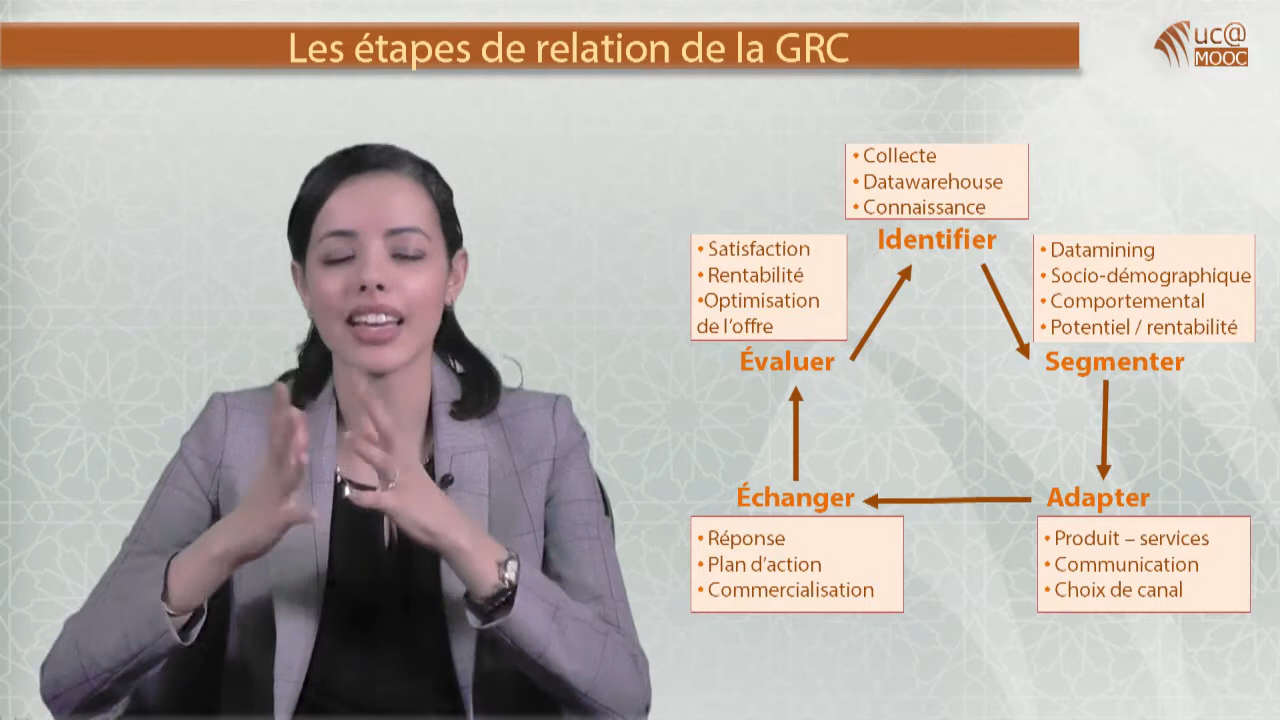 Les étapes de relation de la GRC
uc@
MOOC
• Collecte
• Datawarehouse
• Connaissance
Identifier
• Datamining
• Socio-démographique
• Comportemental
• Potentiel / rentabilité
Segmenter
Adapter
• Produit – services
• Communication
• Choix de canal
Échanger
• Réponse
• Plan d’action
• Commercialisation
• Satisfaction
• Rentabilité
•Optimisation
de l’offre
Évaluer